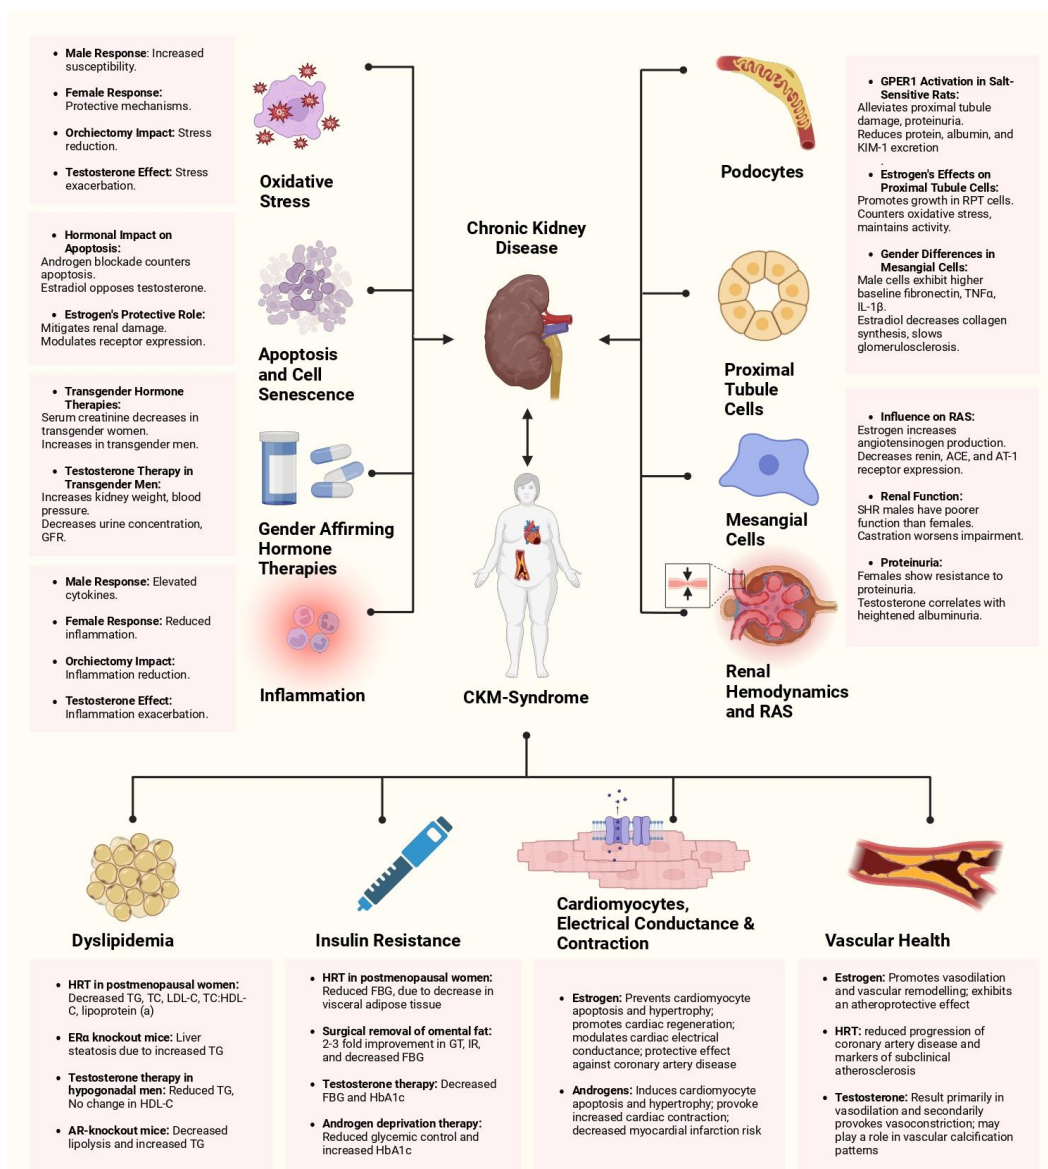 • Male Response: Increased
susceptibility.
• Female Response:
Protective mechanisms.
• Orchiectomy Impact: Stress
reduction.
• Testosterone Effect: Stress
exacerbation.
Oxidative
Stress
• Hormonal Impact on
Apoptosis:
Androgen blockade counters
apoptosis.
Estradiol opposes testosterone.
• Estrogen's Protective Role:
Mitigates renal damage.
Modulates receptor expression.
Apoptosis
and Cell
Senescence
• Transgender Hormone
Therapies:
Serum creatinine decreases in
transgender women.
Increases in transgender men.
• Testosterone Therapy in
Transgender Men:
Increases kidney weight, blood
pressure.
Decreases urine concentration,
GFR.
Gender Affirming
Hormone
Therapies
• Male Response: Elevated
cytokines.
• Female Response: Reduced
inflammation.
• Orchiectomy Impact:
Inflammation reduction.
• Testosterone Effect:
Inflammation exacerbation.
Inflammation
Chronic Kidney
Disease
CKM-Syndrome
Podocytes
Proximal
Tubule
Cells
Mesangial
Cells
Renal
Hemodynamics
and RAS
• GPER1 Activation in Salt-
Sensitive Rats:
Alleviates proximal tubule
damage, proteinuria.
Reduces protein, albumin, and
KIM-1 excretion
.
• Estrogen's Effects on
Proximal Tubule Cells:
Promotes growth in RPT cells.
Counters oxidative stress,
maintains activity.
• Gender Differences in
Mesangial Cells:
Male cells exhibit higher
baseline fibronectin, TNFα,
IL-1β.
Estradiol decreases collagen
synthesis, slows
glomerulosclerosis.
• Influence on RAS:
Estrogen increases
angiotensinogen production.
Decreases renin, ACE, and AT-1
receptor expression.
• Renal Function:
SHR males have poorer
function than females.
Castration worsens impairment.
• Proteinuria:
Females show resistance to
proteinuria.
Testosterone correlates with
heightened albuminuria.
Dyslipidemia
• HRT in postmenopausal women:
Decreased TG, TC, LDL-C, TC:HDL-
C, lipoprotein (a)
• ERα knockout mice: Liver
steatosis due to increased TG
• Testosterone therapy in
hypogonadal men: Reduced TG,
No change in HDL-C
• AR-knockout mice: Decreased
lipolysis and increased TG
Insulin Resistance
• HRT in postmenopausal women:
Reduced FBG, due to decrease in
visceral adipose tissue
• Surgical removal of omental fat:
2-3 fold improvement in GT, IR,
and decreased FBG
• Testosterone therapy: Decreased
FBG and HbA1c
• Androgen deprivation therapy:
Reduced glycemic control and
increased HbA1c
Cardiomyocytes,
Electrical Conductance &
Contraction
• Estrogen: Prevents cardiomyocyte
apoptosis and hypertrophy;
promotes cardiac regeneration;
modulates cardiac electrical
conductance; protective effect
against coronary artery disease
• Androgens: Induces cardiomyocyte
apoptosis and hypertrophy; provoke
increased cardiac contraction;
decreased myocardial infarction risk
Vascular Health
• Estrogen: Promotes vasodilation
and vascular remodelling; exhibits
an atheroprotective effect
• HRT: reduced progression of
coronary artery disease and
markers of subclinical
atherosclerosis
• Testosterone: Result primarily in
vasodilation and secondarily
provokes vasoconstriction; may
play a role in vascular calcification
patterns